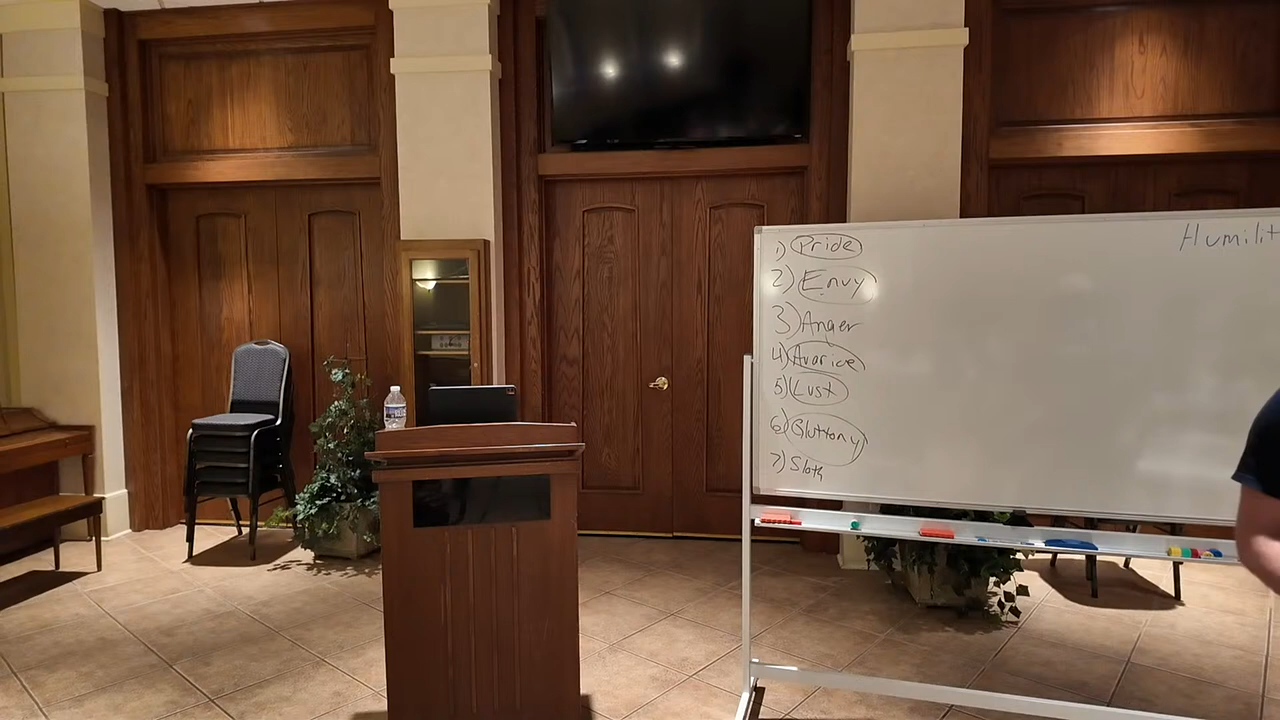 1) Pride
2) Envy
3) Anger
4) Avarice
5) Lust
6) Gluttony
7) Sloth
Humilit